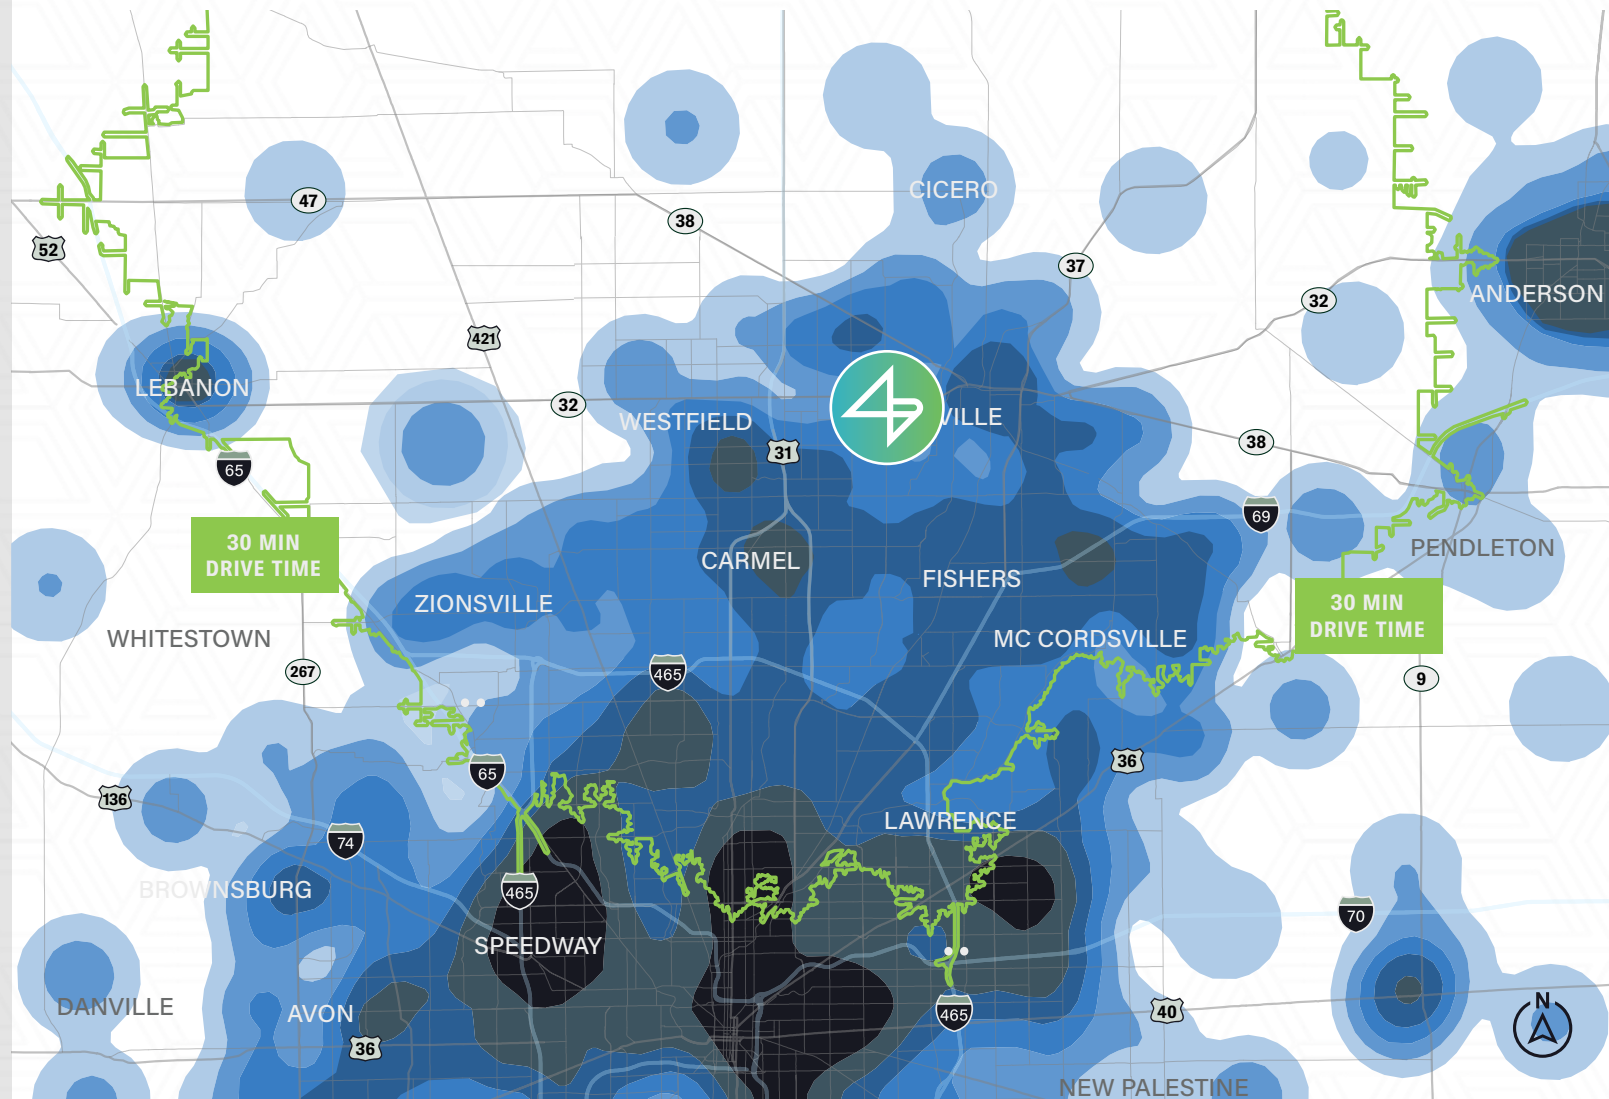 CICERO
47
38
52
37
ANDERSON
32
421
LEBANON
32
WESTFIELD
VILLE
31
38
65
69
30 MIN
DRIVE TIME
CARMEL
PENDLETON
FISHERS
ZIONSVILLE
30 MIN
DRIVE TIME
WHITESTOWN
MC CORDSVILLE
267
465
9
65
36
136
LAWRENCE
74
BROWNSBURG
465
70
SPEEDWAY
DANVILLE
AVON
465
40
N
36
NEW PALESTINE